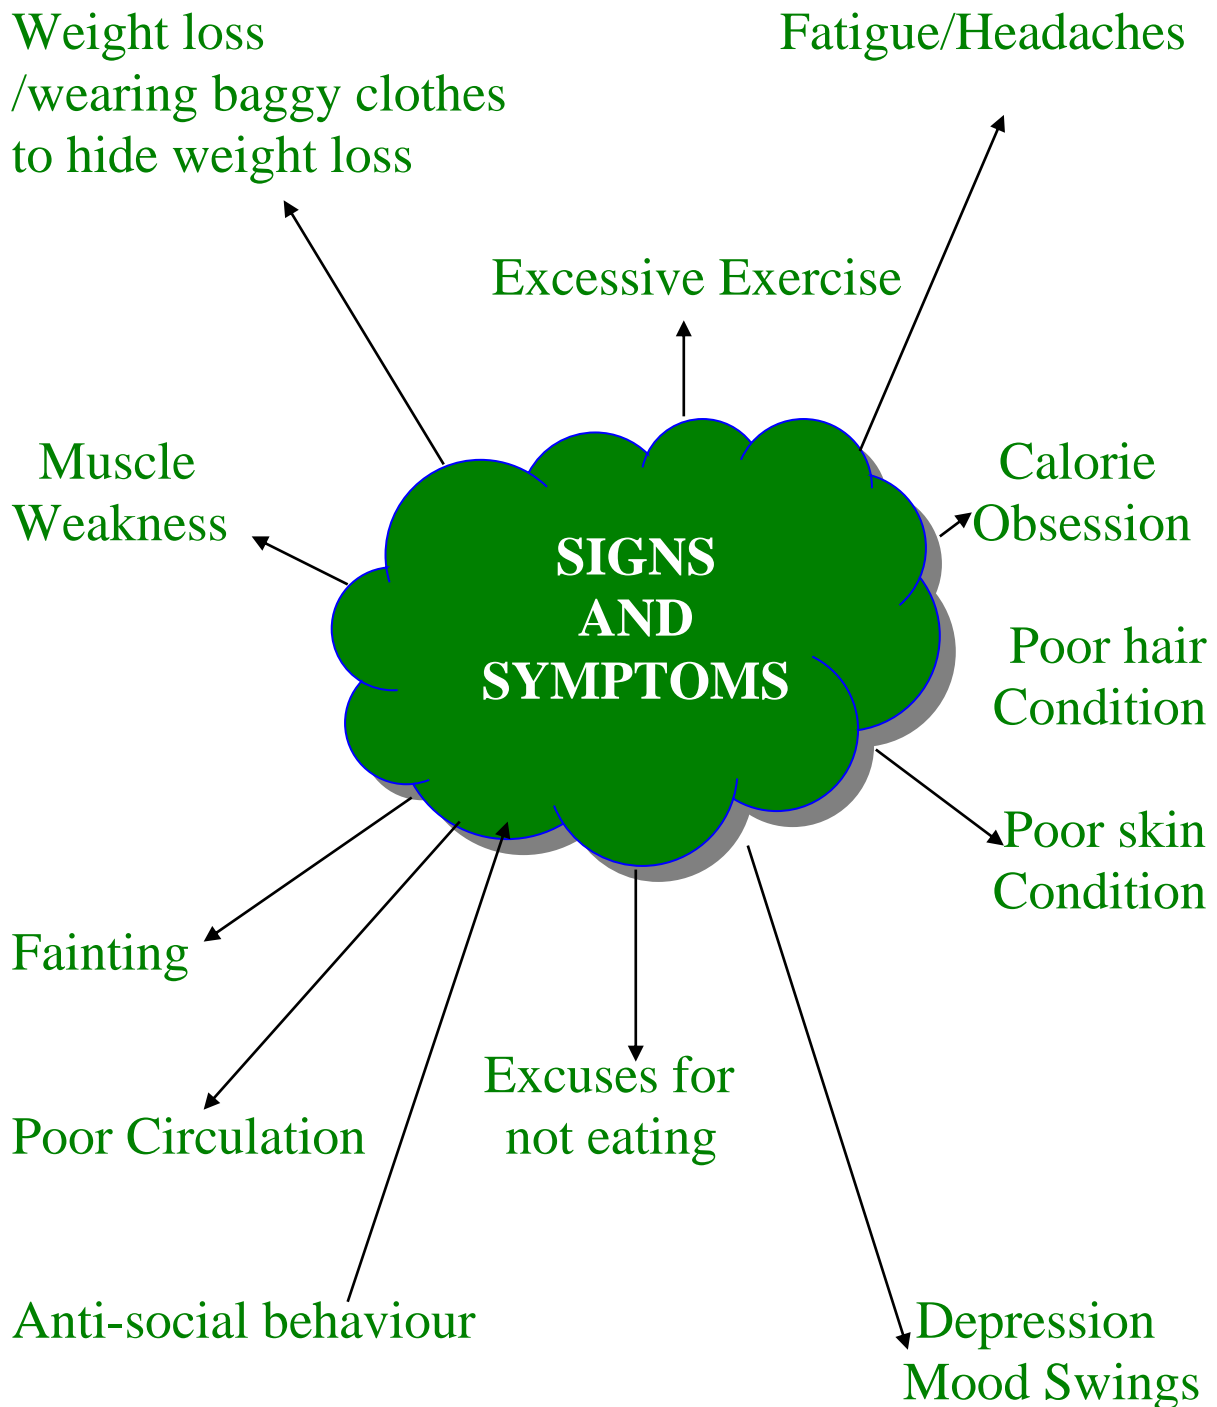 Weight loss
/wearing baggy clothes
to hide weight loss
Fatigue/Headaches
Excessive Exercise
Muscle
Weakness
Calorie
Obsession
SIGNS
AND
SYMPTOMS
Poor hair
Condition
Poor skin
Condition
Fainting
Poor Circulation
Excuses for
not eating
Anti-social behaviour
Depression
Mood Swings